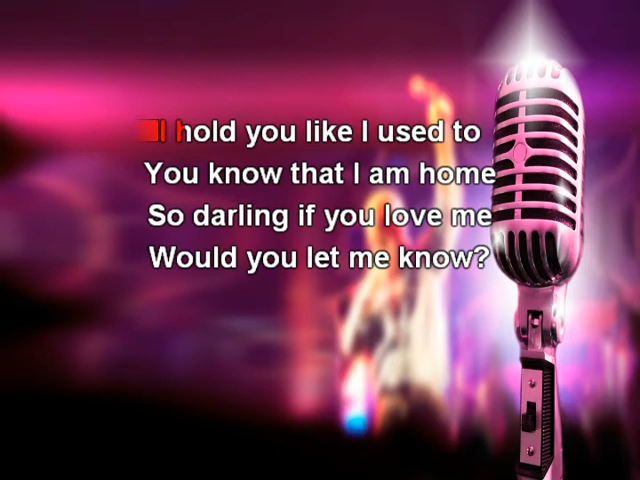 I hold you like I used to
You know that I am home
So darling if you love me
Would you let me know?